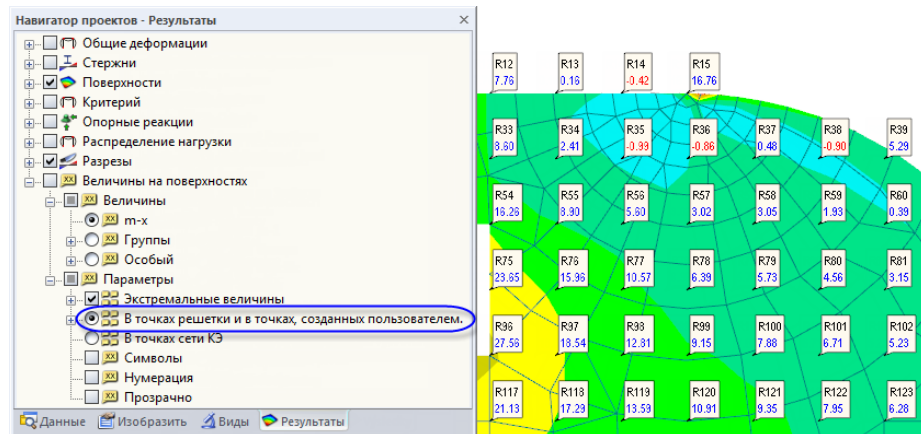 Навигатор проектов - Результаты
Общие деформации
Стержни
Поверхности
Критерий
Опорные реакции
Распределение нагрузки
Разрезы
Величины на поверхностях
Величины
m-x
Группы
Особый
Параметры
Экстремальные величины
В точках решетки и в точках, созданных пользователем.
В точках сети КЭ
Символы
Нумерация
Прозрачно
Данные Изобразить Виды Результаты
R12 R13 R14 R15
7.76 0.16 -0.42 16.76
R33 R34 R35 R36 R37 R38 R39
8.60 2.41 -0.99 -0.86 0.48 -0.90 5.29
R54 R55 R56 R57 R58 R59 R60
16.26 8.90 5.60 3.02 3.05 1.93 0.39
R75 R76 R77 R78 R79 R80 R81
23.65 15.96 10.57 6.39 5.73 4.56 3.15
R96 R97 R98 R99 R100 R101 R102
27.56 18.54 12.81 9.15 7.88 6.71 5.23
R117 R118 R119 R120 R121 R122 R123
21.13 17.29 13.59 10.91 9.35 7.95 6.28